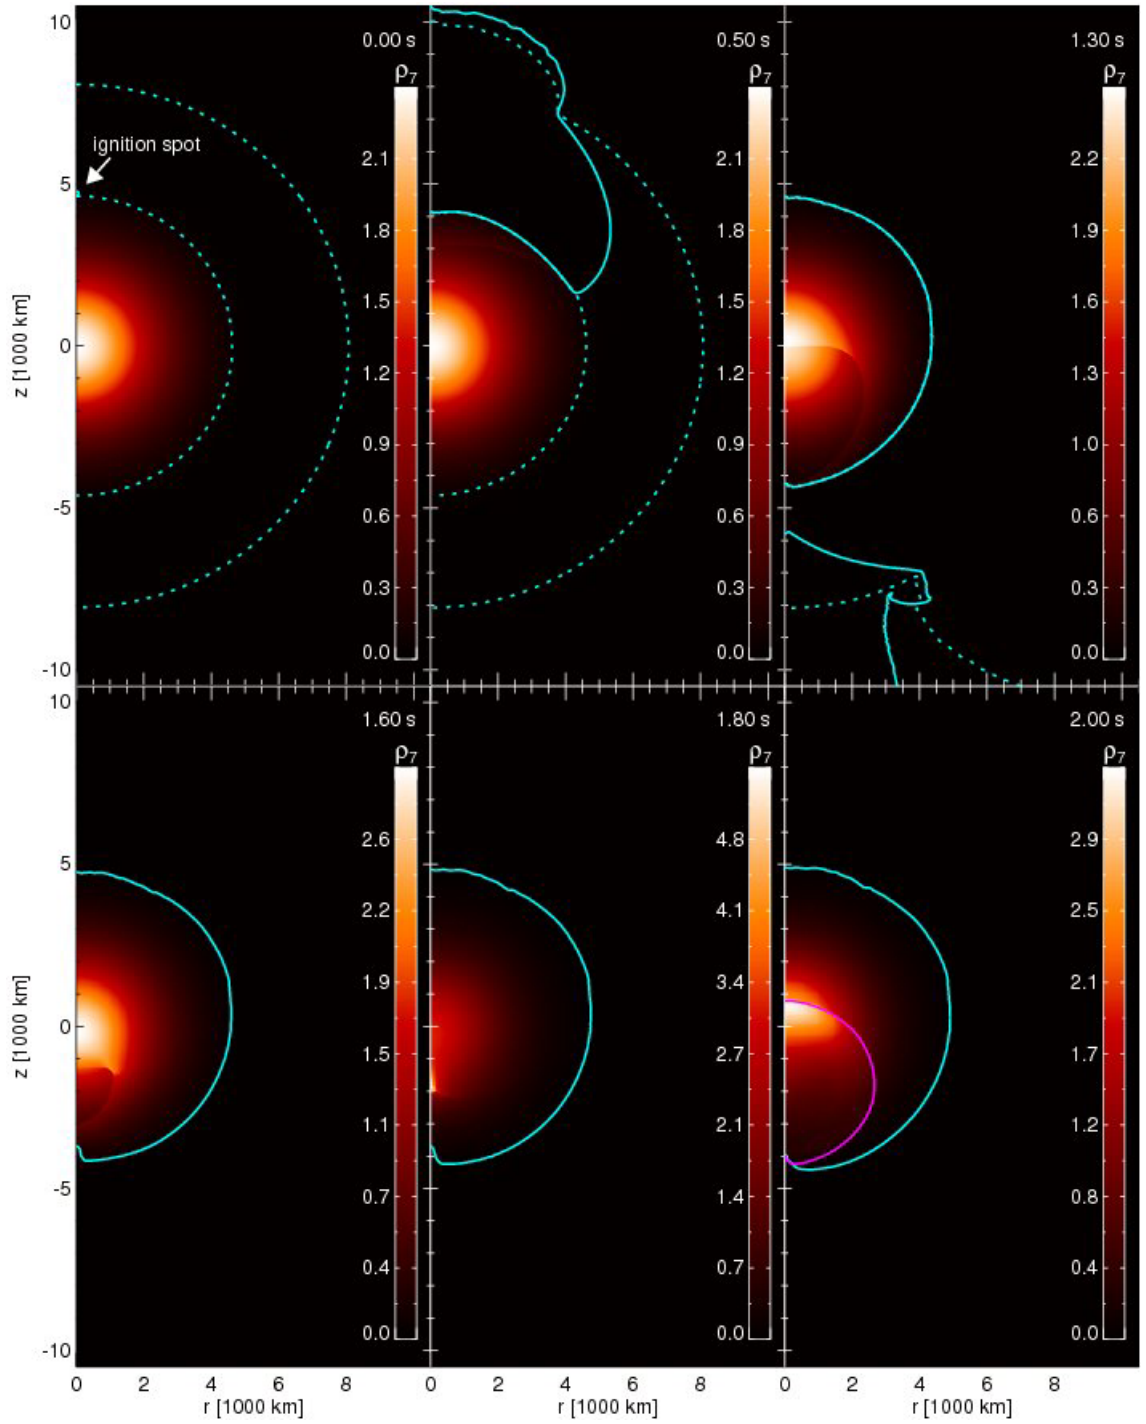 10
5
0
-5
-10
z [1000 km]
ignition spot
0.00 s
ρ7
2.1
1.8
1.5
1.2
0.9
0.6
0.3
0.0
0.50 s
ρ7
2.1
1.8
1.5
1.2
0.9
0.6
0.3
0.0
1.30 s
ρ7
2.2
1.9
1.6
1.3
1.0
0.6
0.3
0.0
10
5
0
-5
-10
z [1000 km]
1.60 s
ρ7
2.6
2.2
1.9
1.5
1.1
0.7
0.4
0.0
1.80 s
ρ7
4.8
4.1
3.4
2.7
2.1
1.4
0.7
0.0
2.00 s
ρ7
2.9
2.5
2.1
1.7
1.2
0.8
0.4
0.0
0 2 4 6 8
r [1000 km]
0 2 4 6 8
r [1000 km]
0 2 4 6 8
r [1000 km]